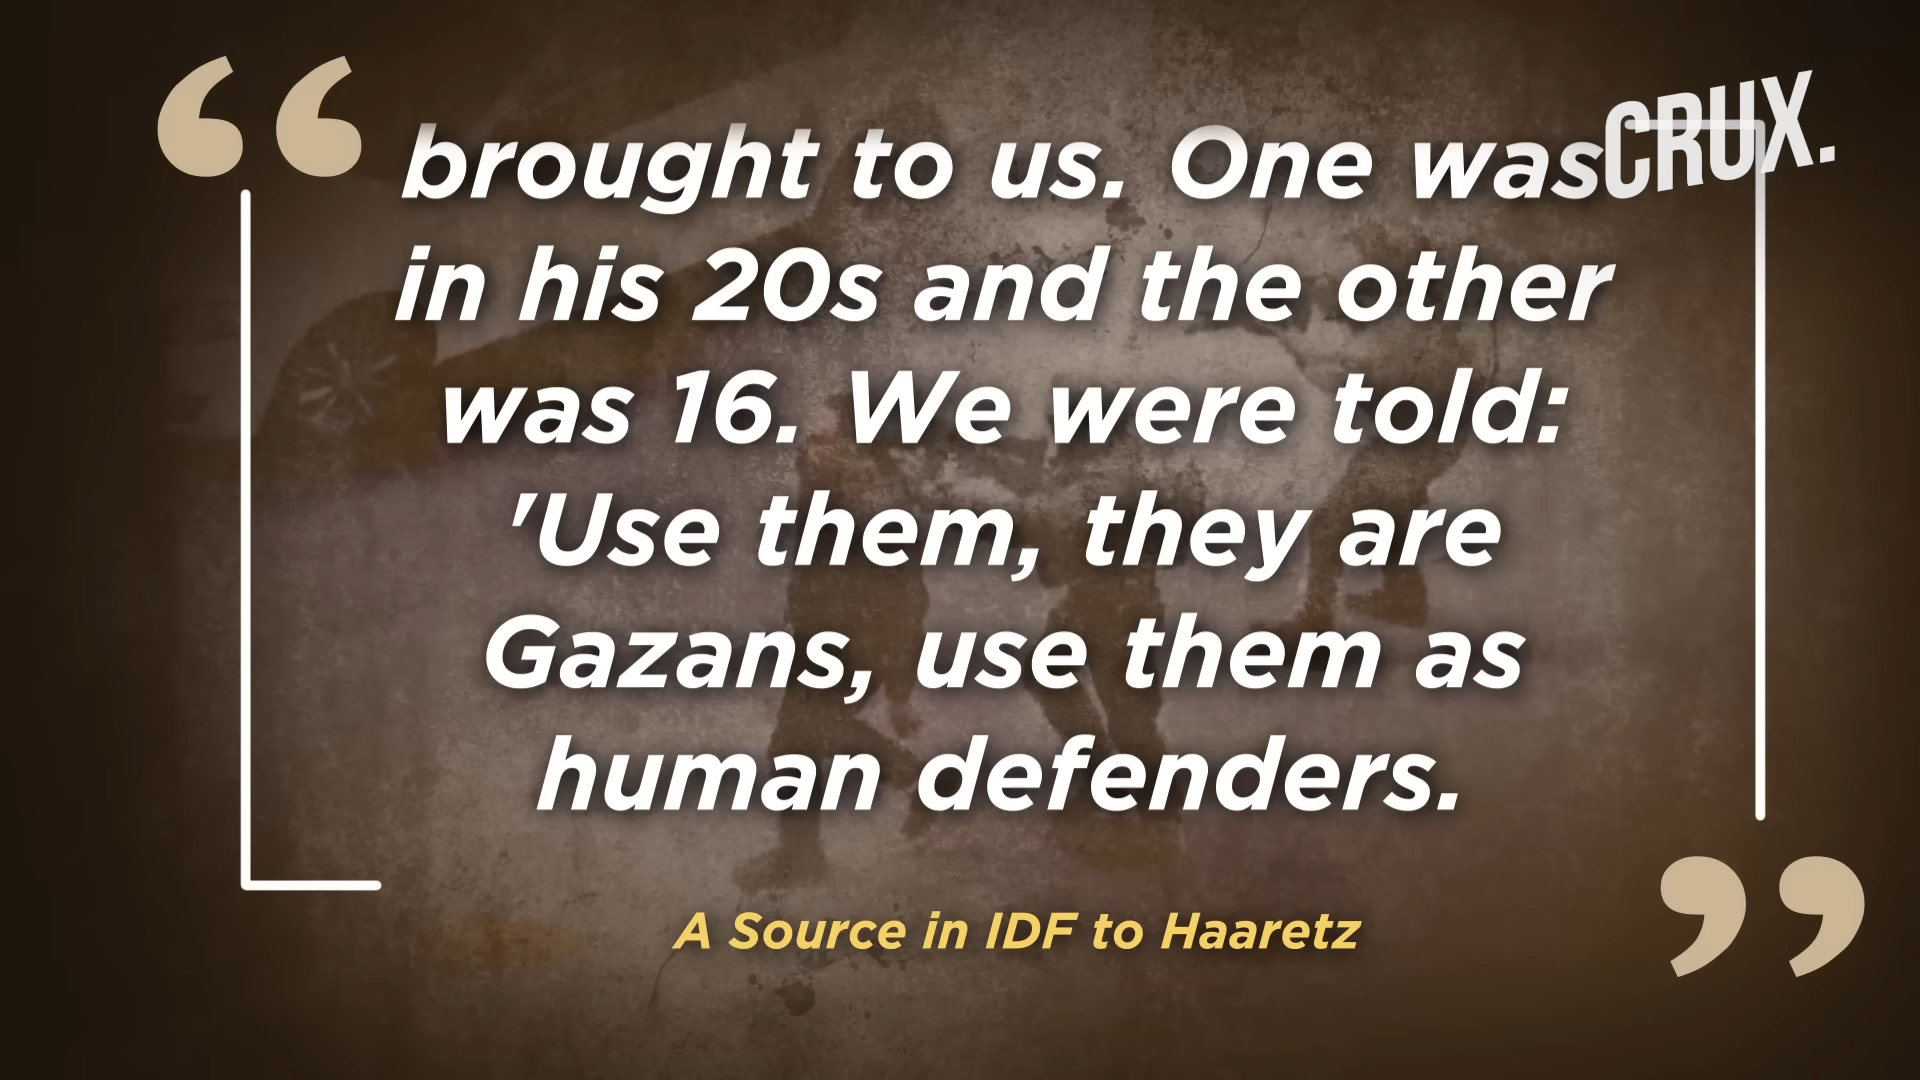 “
brought to us. One was
CRUX.
in his 20s and the other
was 16. We were told:
'Use them, they are
Gazans, use them as
human defenders.
”
A Source in IDF to Haaretz